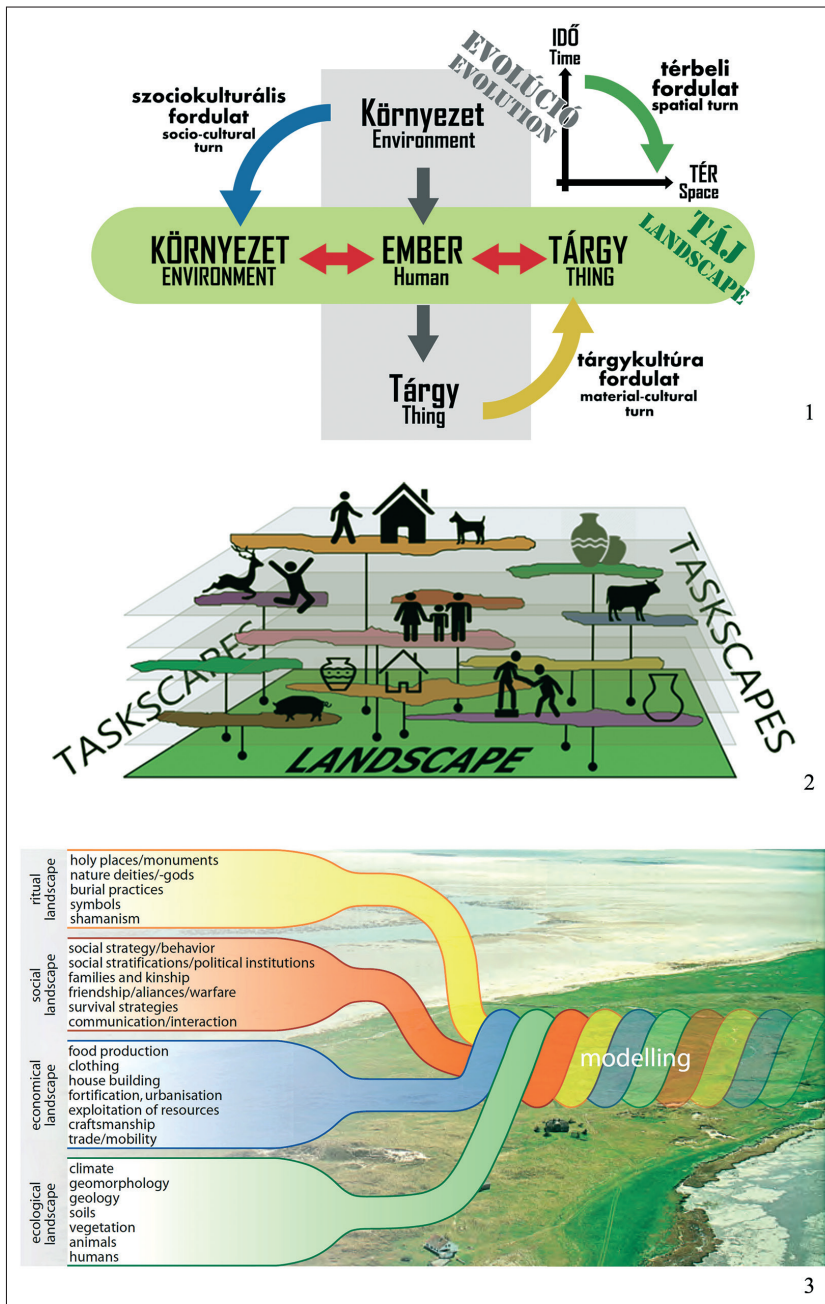 IDŐ
Time
EVOLÚCIÓ
EVOLUTION
térbeli
fordulat
spatial turn
TÉR
Space
szociokulturális
fordulat
socio-cultural
turn
Környezet
Environment
KÖRNYEZET
ENVIRONMENT
EMBER
Human
TÁRGY
THING
TÁJ
LANDSCAPE
Tárgy
Thing
tárgykultúra
fordulat
material-cultural
turn
1
TASKSCAPES
TASKSCAPES
LANDSCAPE
2
ritual
landscape
holy places/monuments
nature deities/-gods
burial practices
symbols
shamanism
social
landscape
social strategy/behavior
social stratifications/political institutions
families and kinship
friendship/aliances/warfare
survival strategies
communication/interaction
economical
landscape
food production
clothing
house building
fortification, urbanisation
exploitation of resources
craftsmanship
trade/mobility
ecological
landscape
climate
geomorphology
geology
soils
vegetation
animals
humans
modelling
3